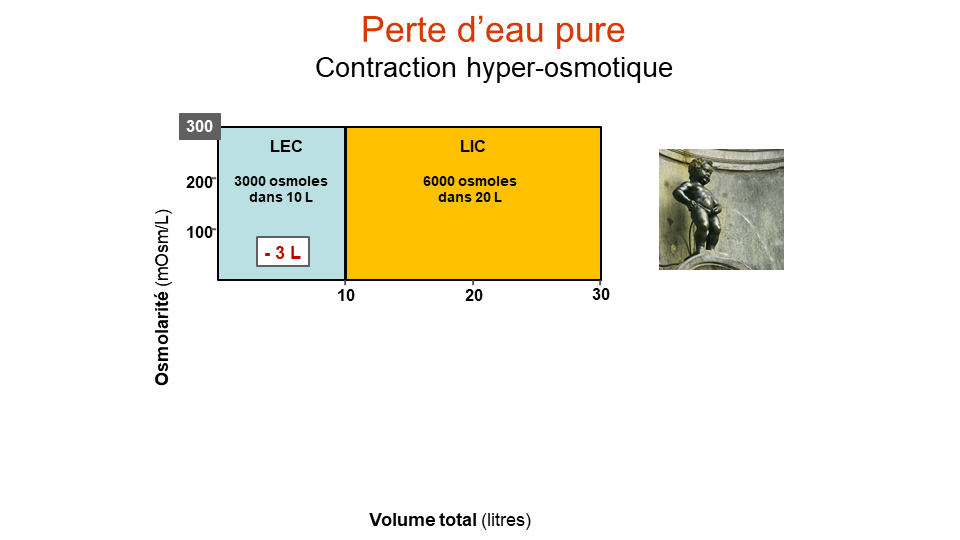 Perte d’eau pure
Contraction hyper-osmotique
300
LEC
LIC
200
3000 osmoles
dans 10 L
6000 osmoles
dans 20 L
100
- 3 L
10
20
30
Osmolarité (mOsm/L)
Volume total (litres)